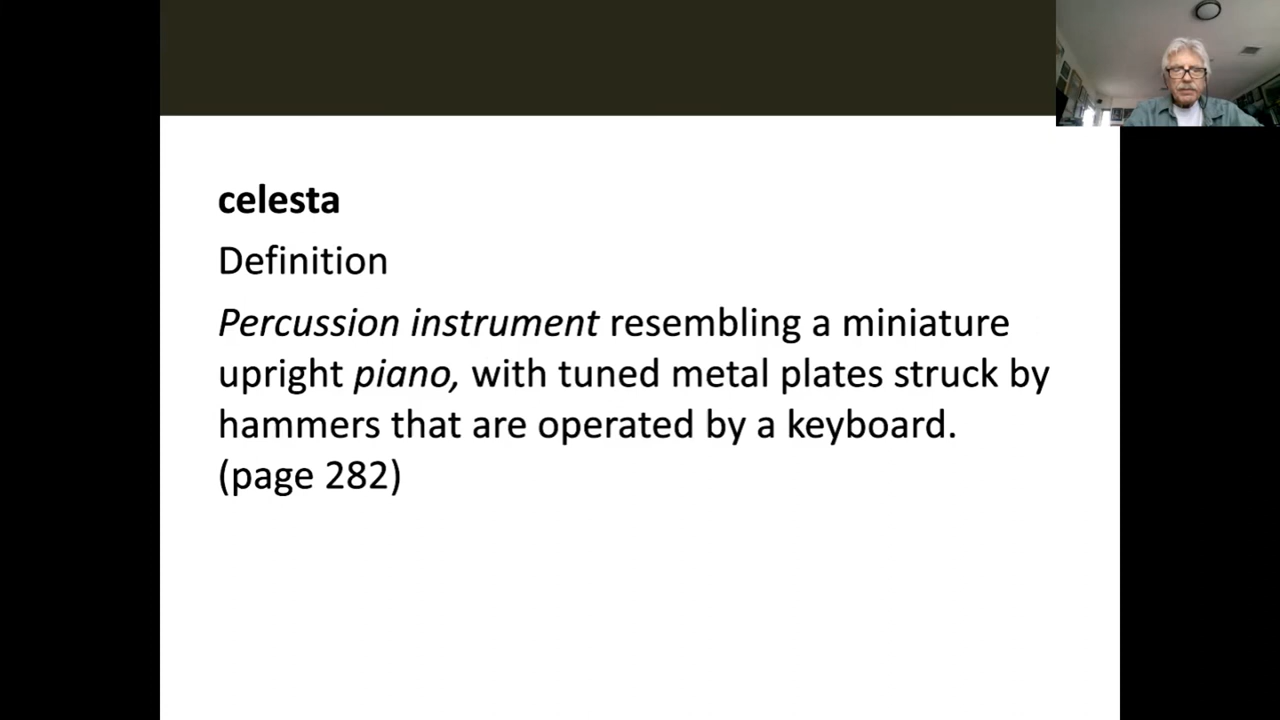 celesta
Definition
Percussion instrument resembling a miniature
upright piano, with tuned metal plates struck by
hammers that are operated by a keyboard.
(page 282)